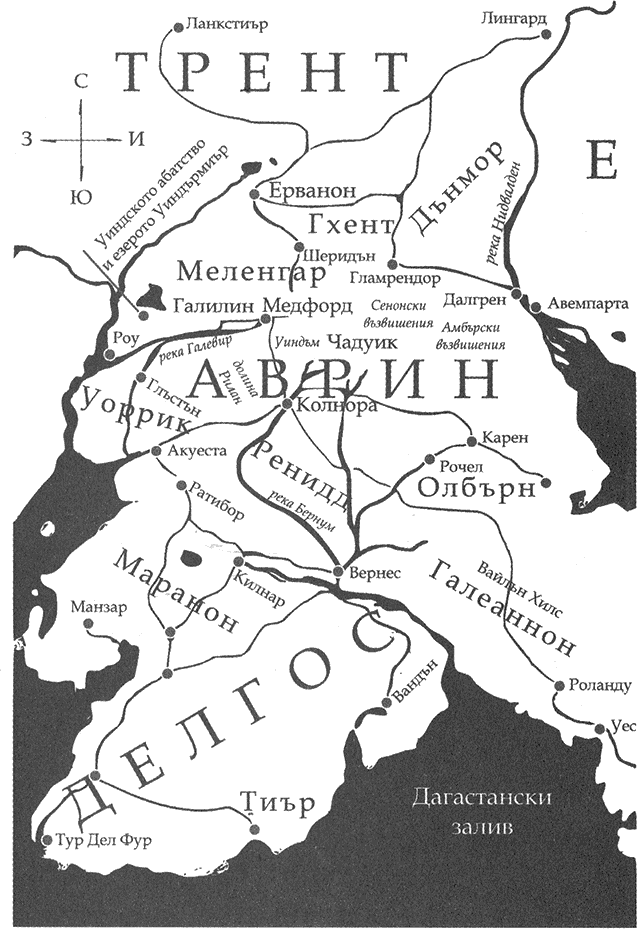 Ланкстиър
Лингард
ТРЕНТ
С
З
И
Ю
Е
Уиндското абатство
и езерото Уиндърмиър
Ерванон
Дънмор
река Нидвалден
Гхент
Шеридън
Меленгар
Гламрендор
Галилин
Медфорд
Сенонски
възвишения
Далгрен
Авемпарта
Амбърски
възвишения
Роу
река Галевир
Уиндъм
Чадуик
долина
Рилан
АВРИН
Глъстън
Уоррик
Колнора
Карен
Акуеста
Рочел
Ренидд
Олбърн
Ратибор
река Бернум
Вернес
Вайлън Хилс
Галеаннон
Маранон
Килнар
Манзар
ДЕЛГОС
Вандън
Роланду
Уес
Дагастански
залив
Тиър
Тур Дел Фур